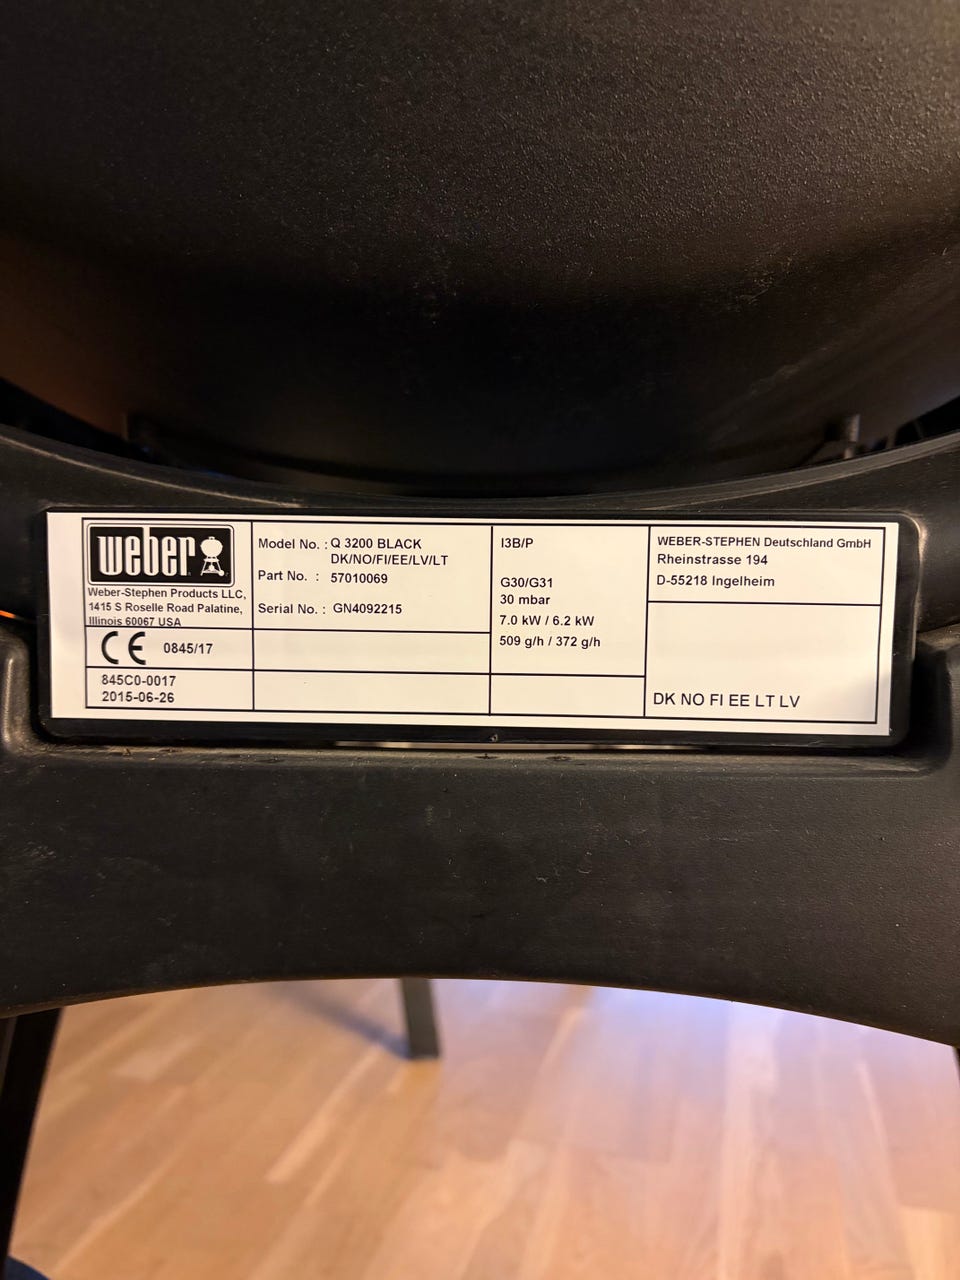 weber
Weber-Stephen Products LLC,
1415 S Roselle Road Palatine,
Illinois 60067 USA
CE 0845/17
845C0-0017
2015-06-26
Model No. : Q 3200 BLACK
DK/NO/FI/EE/LV/LT
Part No. : 57010069
Serial No. : GN4092215
I3B/P
G30/G31
30 mbar
7.0 kW / 6.2 kW
509 g/h / 372 g/h
WEBER-STEPHEN Deutschland GmbH
Rheinstrasse 194
D-55218 Ingelheim
DK NO FI EE LT LV